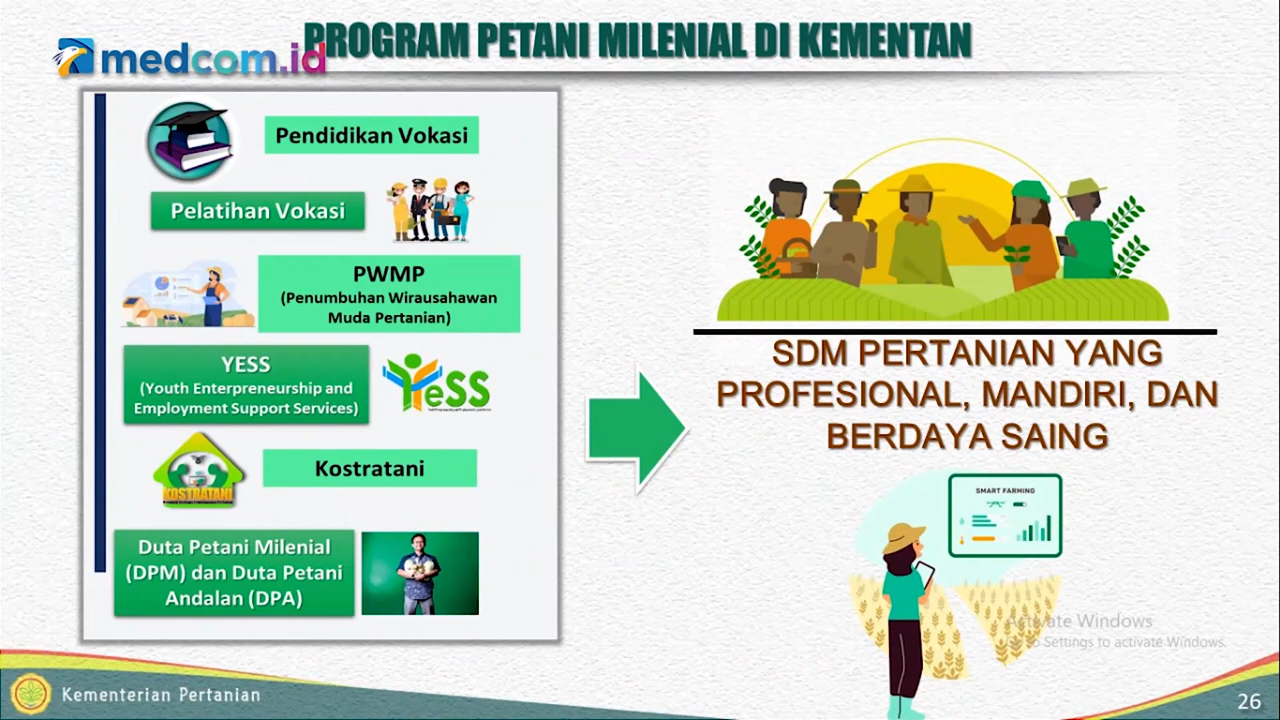 PROGRAM PETANI MILENIAL DI KEMENTAN
medcom.id
Pendidikan Vokasi
Pelatihan Vokasi
PWMP
(Penumbuhan Wirausahawan
Muda Pertanian)
YESS
(Youth Enterpreneurship and
Employment Support Services)
YeSS
Kostratani
KOSTRATANI
Duta Petani Milenial
(DPM) dan Duta Petani
Andalan (DPA)
SDM PERTANIAN YANG
PROFESIONAL, MANDIRI, DAN
BERDAYA SAING
SMART FARMING
Activate Windows
Go to Settings to activate Windows.
Kementerian Pertanian
26